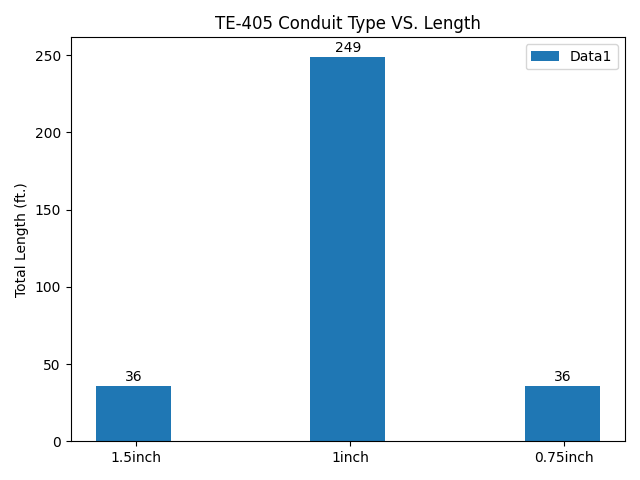 TE-405 Conduit Type VS. Length
Data1
Total Length (ft.)
250
200
150
100
50
0
36
249
36
1.5inch
1inch
0.75inch